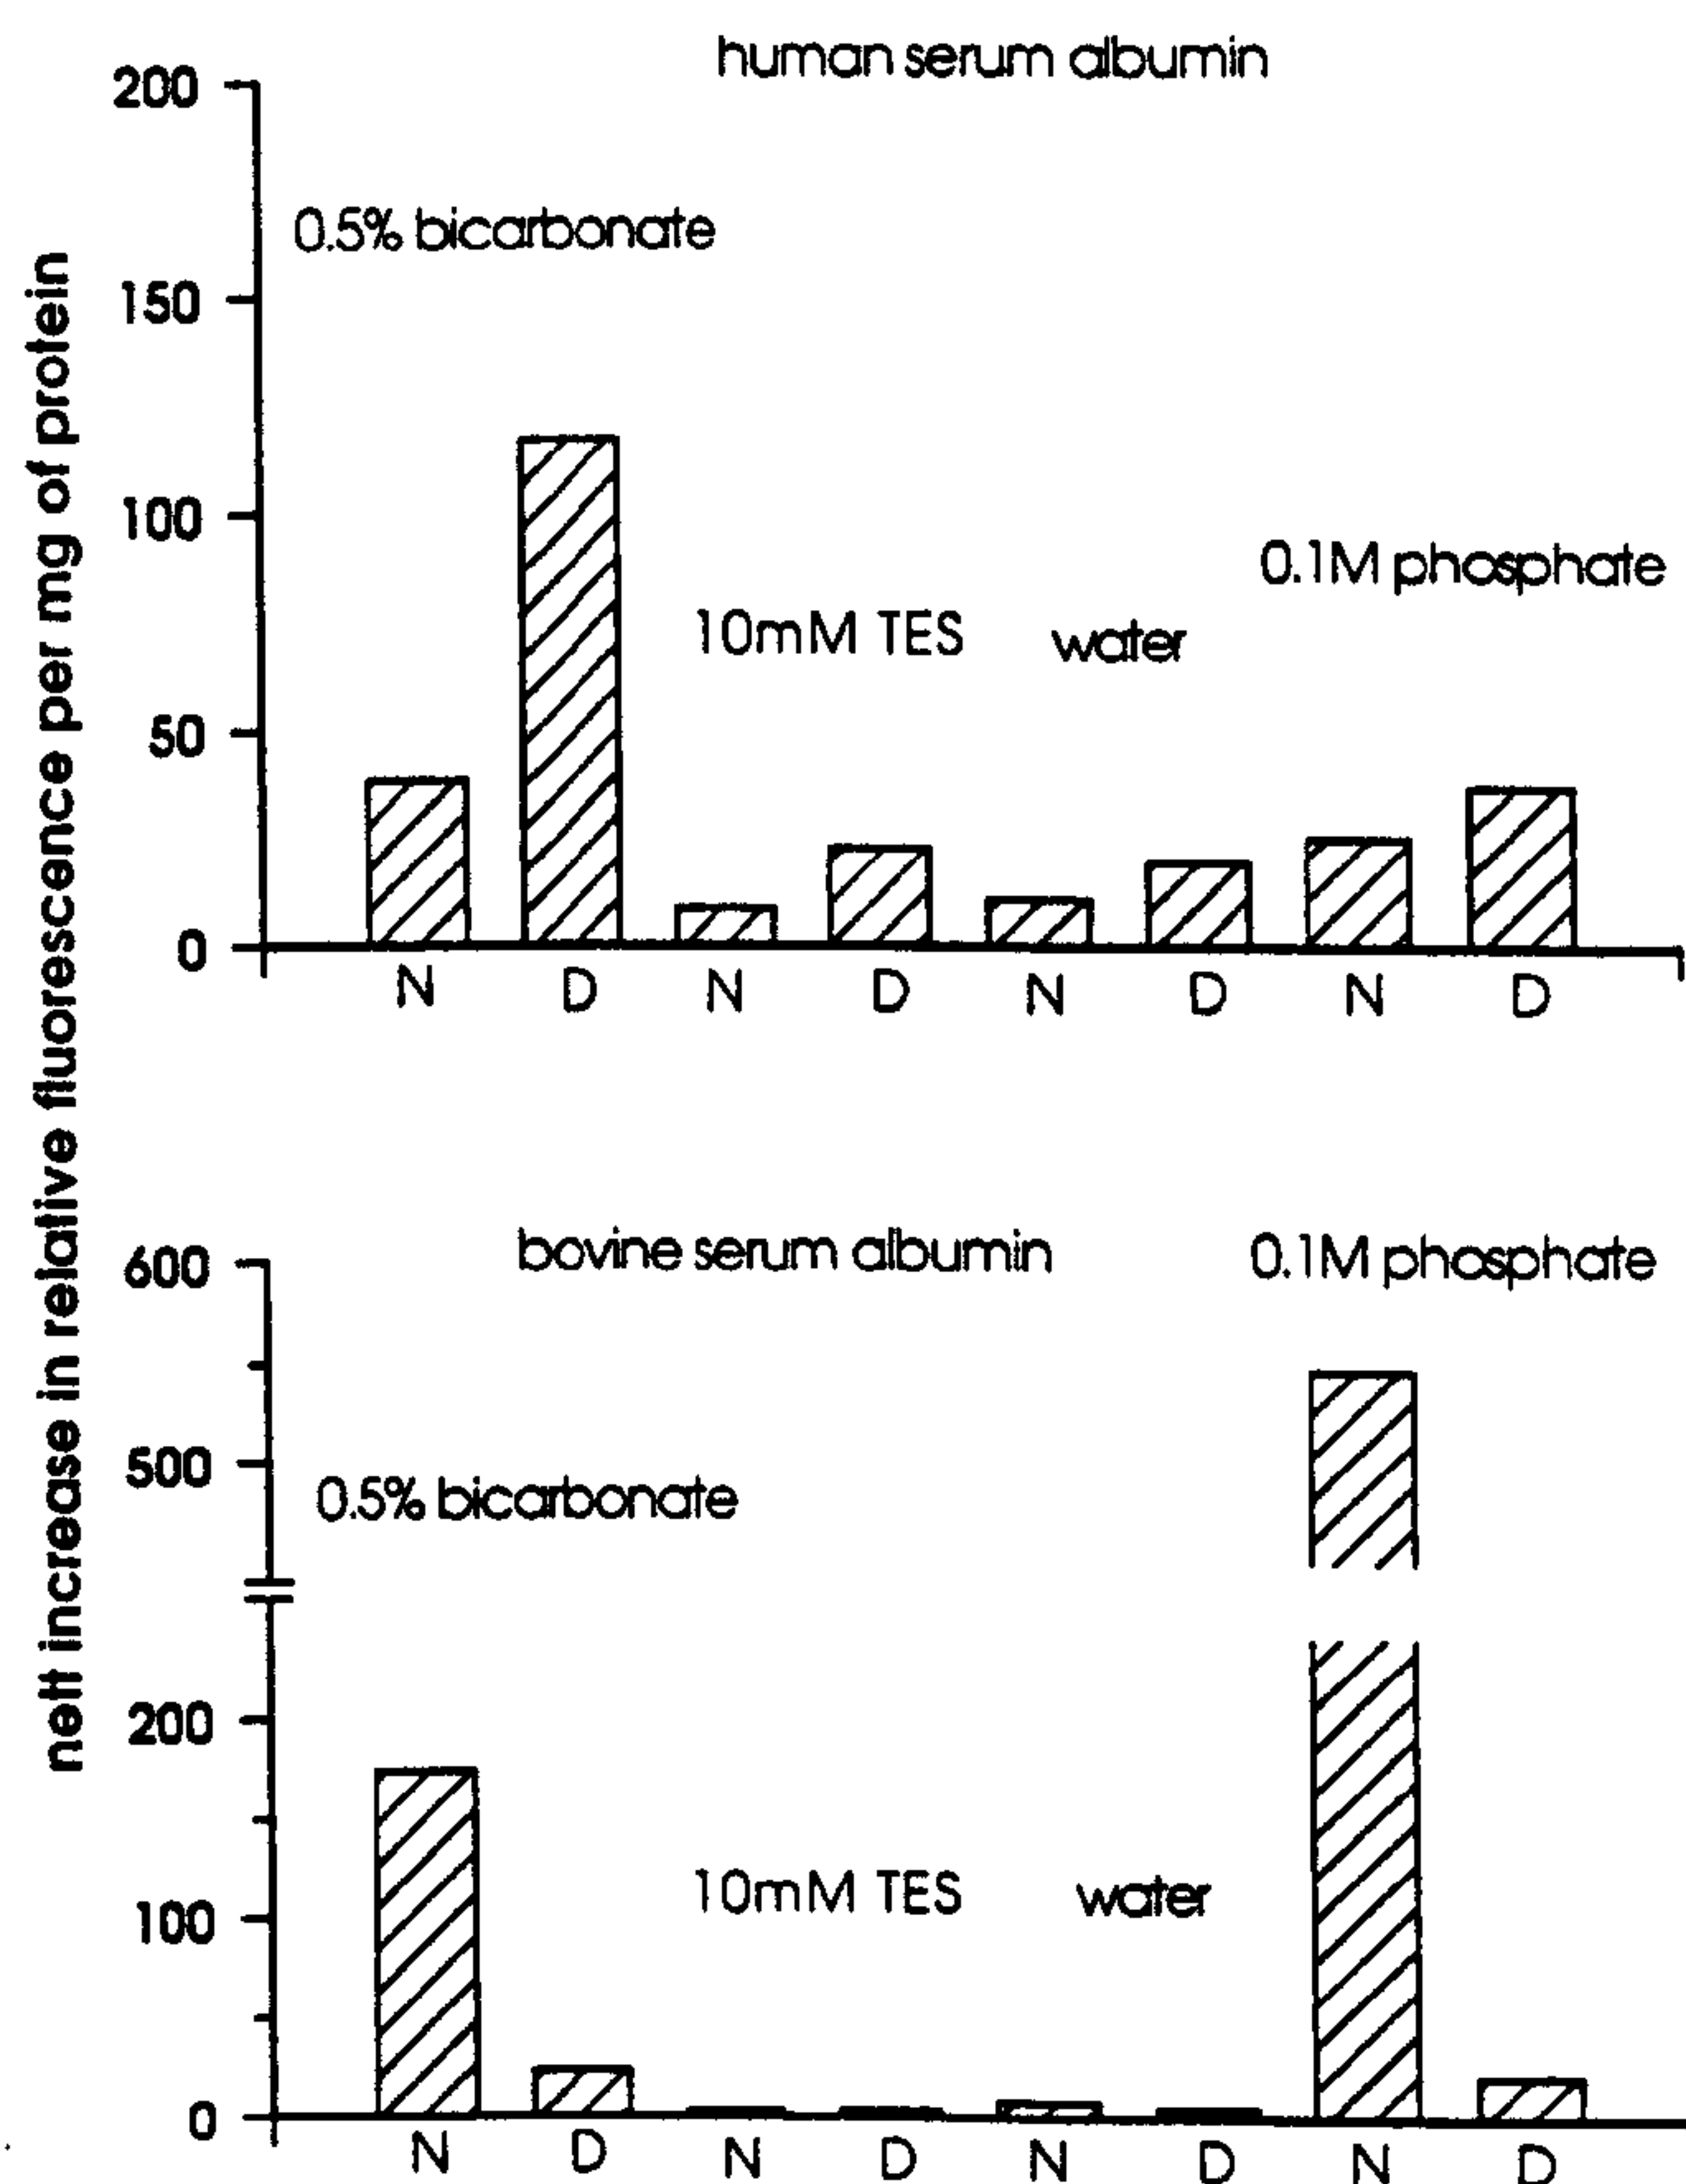 nett increase in relative fluorescence per mg of protein
human serum albumin
200
150
100
50
0
0.5% bicarbonate
10mM TES
water
0.1M phosphate
N D N D N D N D
bovine serum albumin
600
500
200
100
0
0.5% bicarbonate
10mM TES
water
0.1M phosphate
N D N D N D N D